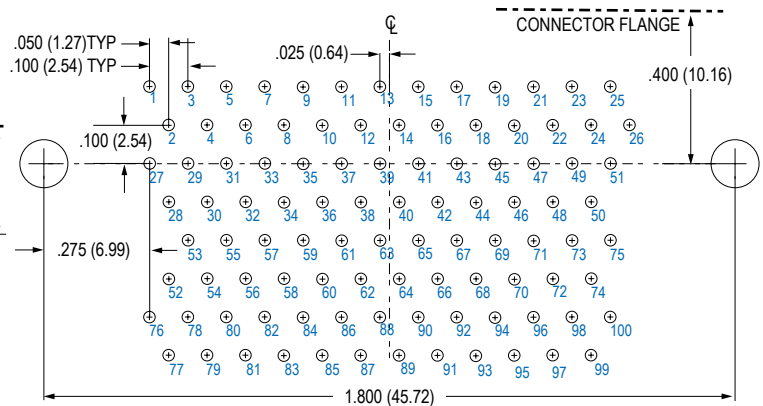 ℄
CONNECTOR FLANGE
.050 (1.27)TYP
.100 (2.54) TYP
.025 (0.64)
.400 (10.16)
1 3 5 7 9 11 13 15 17 19 21 23 25
.100 (2.54)
2 4 6 8 10 12 14 16 18 20 22 24 26
27 29 31 33 35 37 39 41 43 45 47 49 51
28 30 32 34 36 38 40 42 44 46 48 50
.275 (6.99)
53 55 57 59 61 63 65 67 69 71 73 75
52 54 56 58 60 62 64 66 68 70 72 74
76 78 80 82 84 86 88 90 92 94 96 98 100
77 79 81 83 85 87 89 91 93 95 97 99
1.800 (45.72)